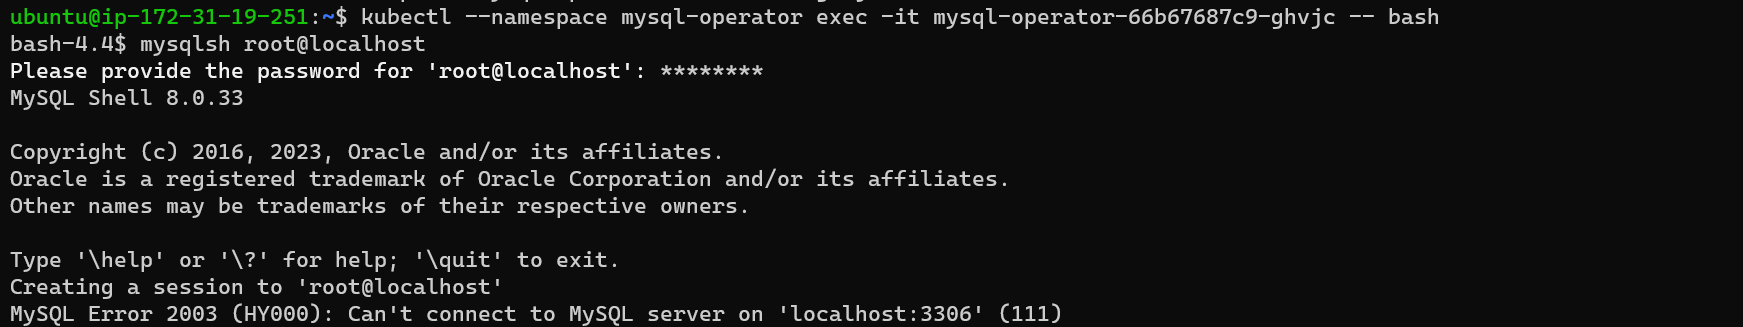 ubuntu@ip-172-31-19-251:~$ kubectl --namespace mysql-operator exec -it mysql-operator-66b67687c9-ghvjc -- bash
bash-4.4$ mysqlsh root@localhost
Please provide the password for 'root@localhost': ********
MySQL Shell 8.0.33

Copyright (c) 2016, 2023, Oracle and/or its affiliates.
Oracle is a registered trademark of Oracle Corporation and/or its affiliates.
Other names may be trademarks of their respective owners.

Type '\help' or '\?' for help; '\quit' to exit.
Creating a session to 'root@localhost'
MySQL Error 2003 (HY000): Can't connect to MySQL server on 'localhost:3306' (111)